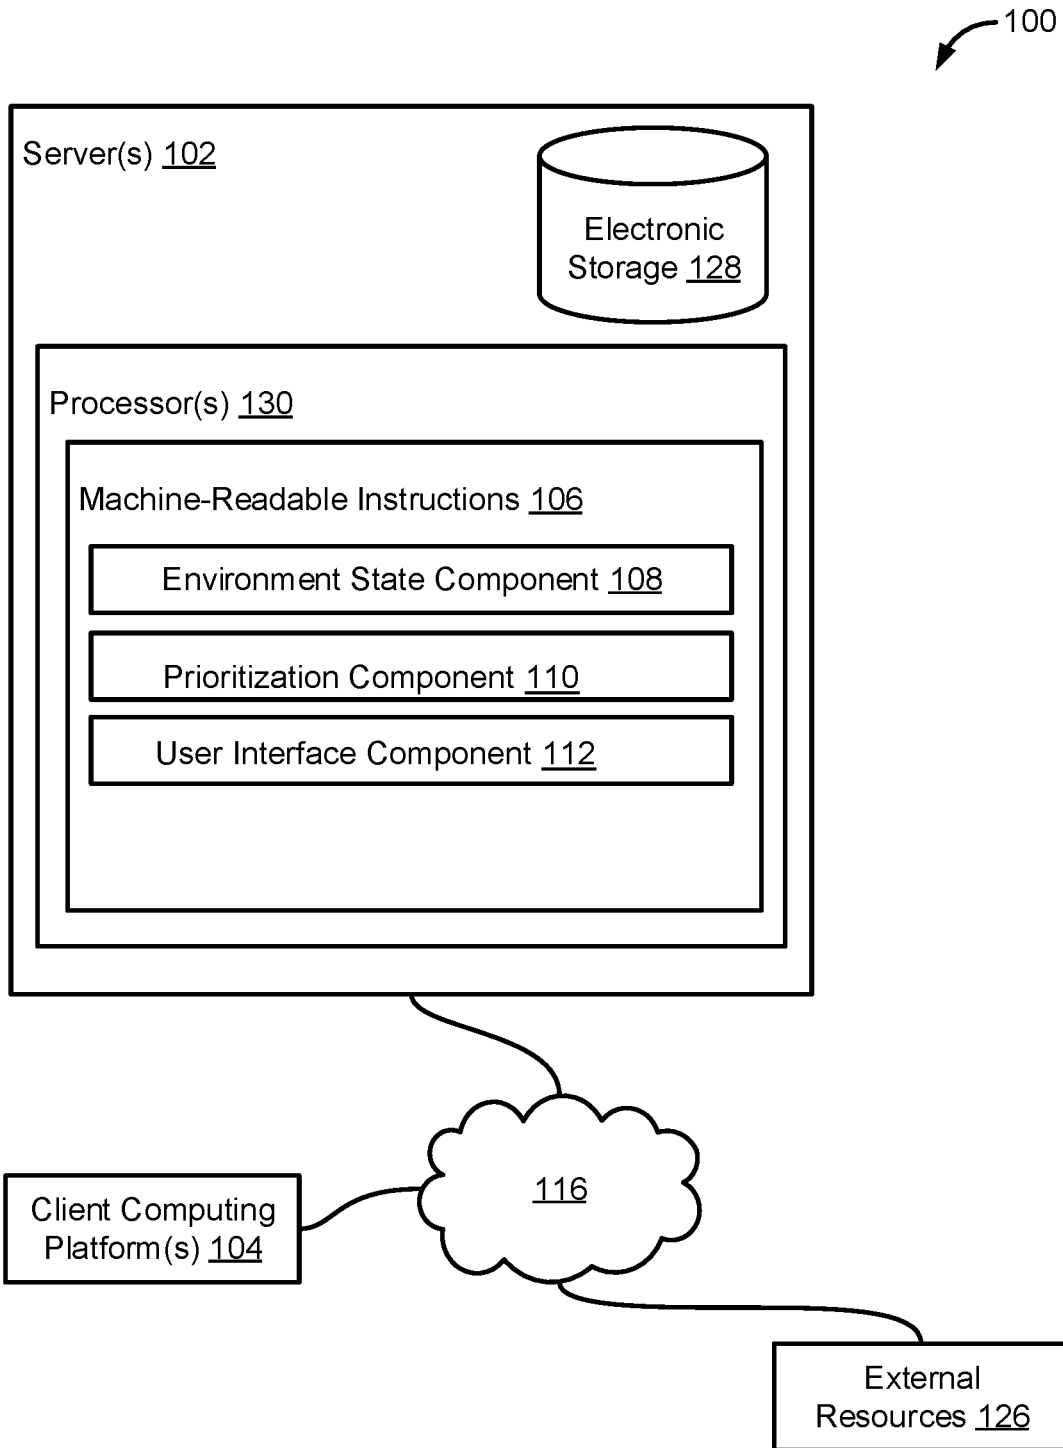 100
Server(s) 102
Electronic
Storage 128
Processor(s) 130
Machine-Readable Instructions 106
Environment State Component 108
Prioritization Component 110
User Interface Component 112
116
Client Computing
Platform(s) 104
External
Resources 126